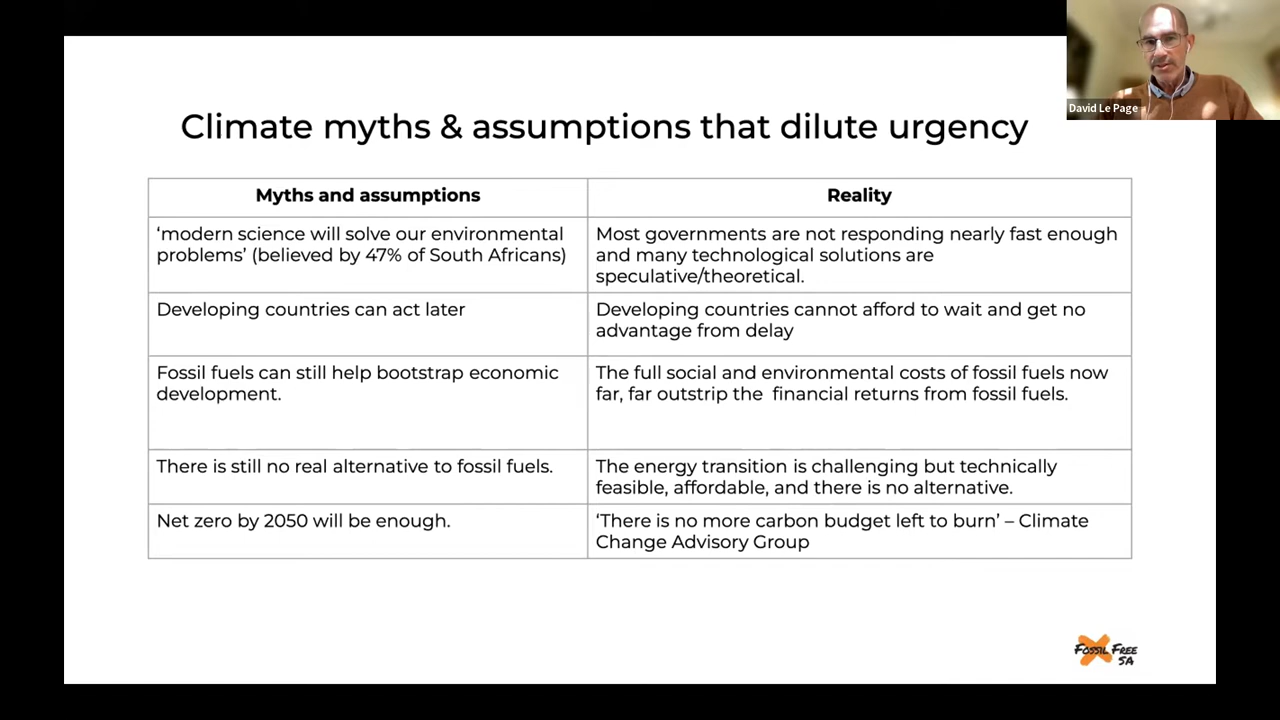 David Le Page
Climate myths & assumptions that dilute urgency
Myths and assumptions
Reality
‘modern science will solve our environmental
problems’ (believed by 47% of South Africans)
Most governments are not responding nearly fast enough
and many technological solutions are
speculative/theoretical.
Developing countries can act later
Developing countries cannot afford to wait and get no
advantage from delay
Fossil fuels can still help bootstrap economic
development.
The full social and environmental costs of fossil fuels now
far, far outstrip the  financial returns from fossil fuels.
There is still no real alternative to fossil fuels.
The energy transition is challenging but technically
feasible, affordable, and there is no alternative.
Net zero by 2050 will be enough.
‘There is no more carbon budget left to burn’ – Climate
Change Advisory Group
FOSSIL FREE
SA